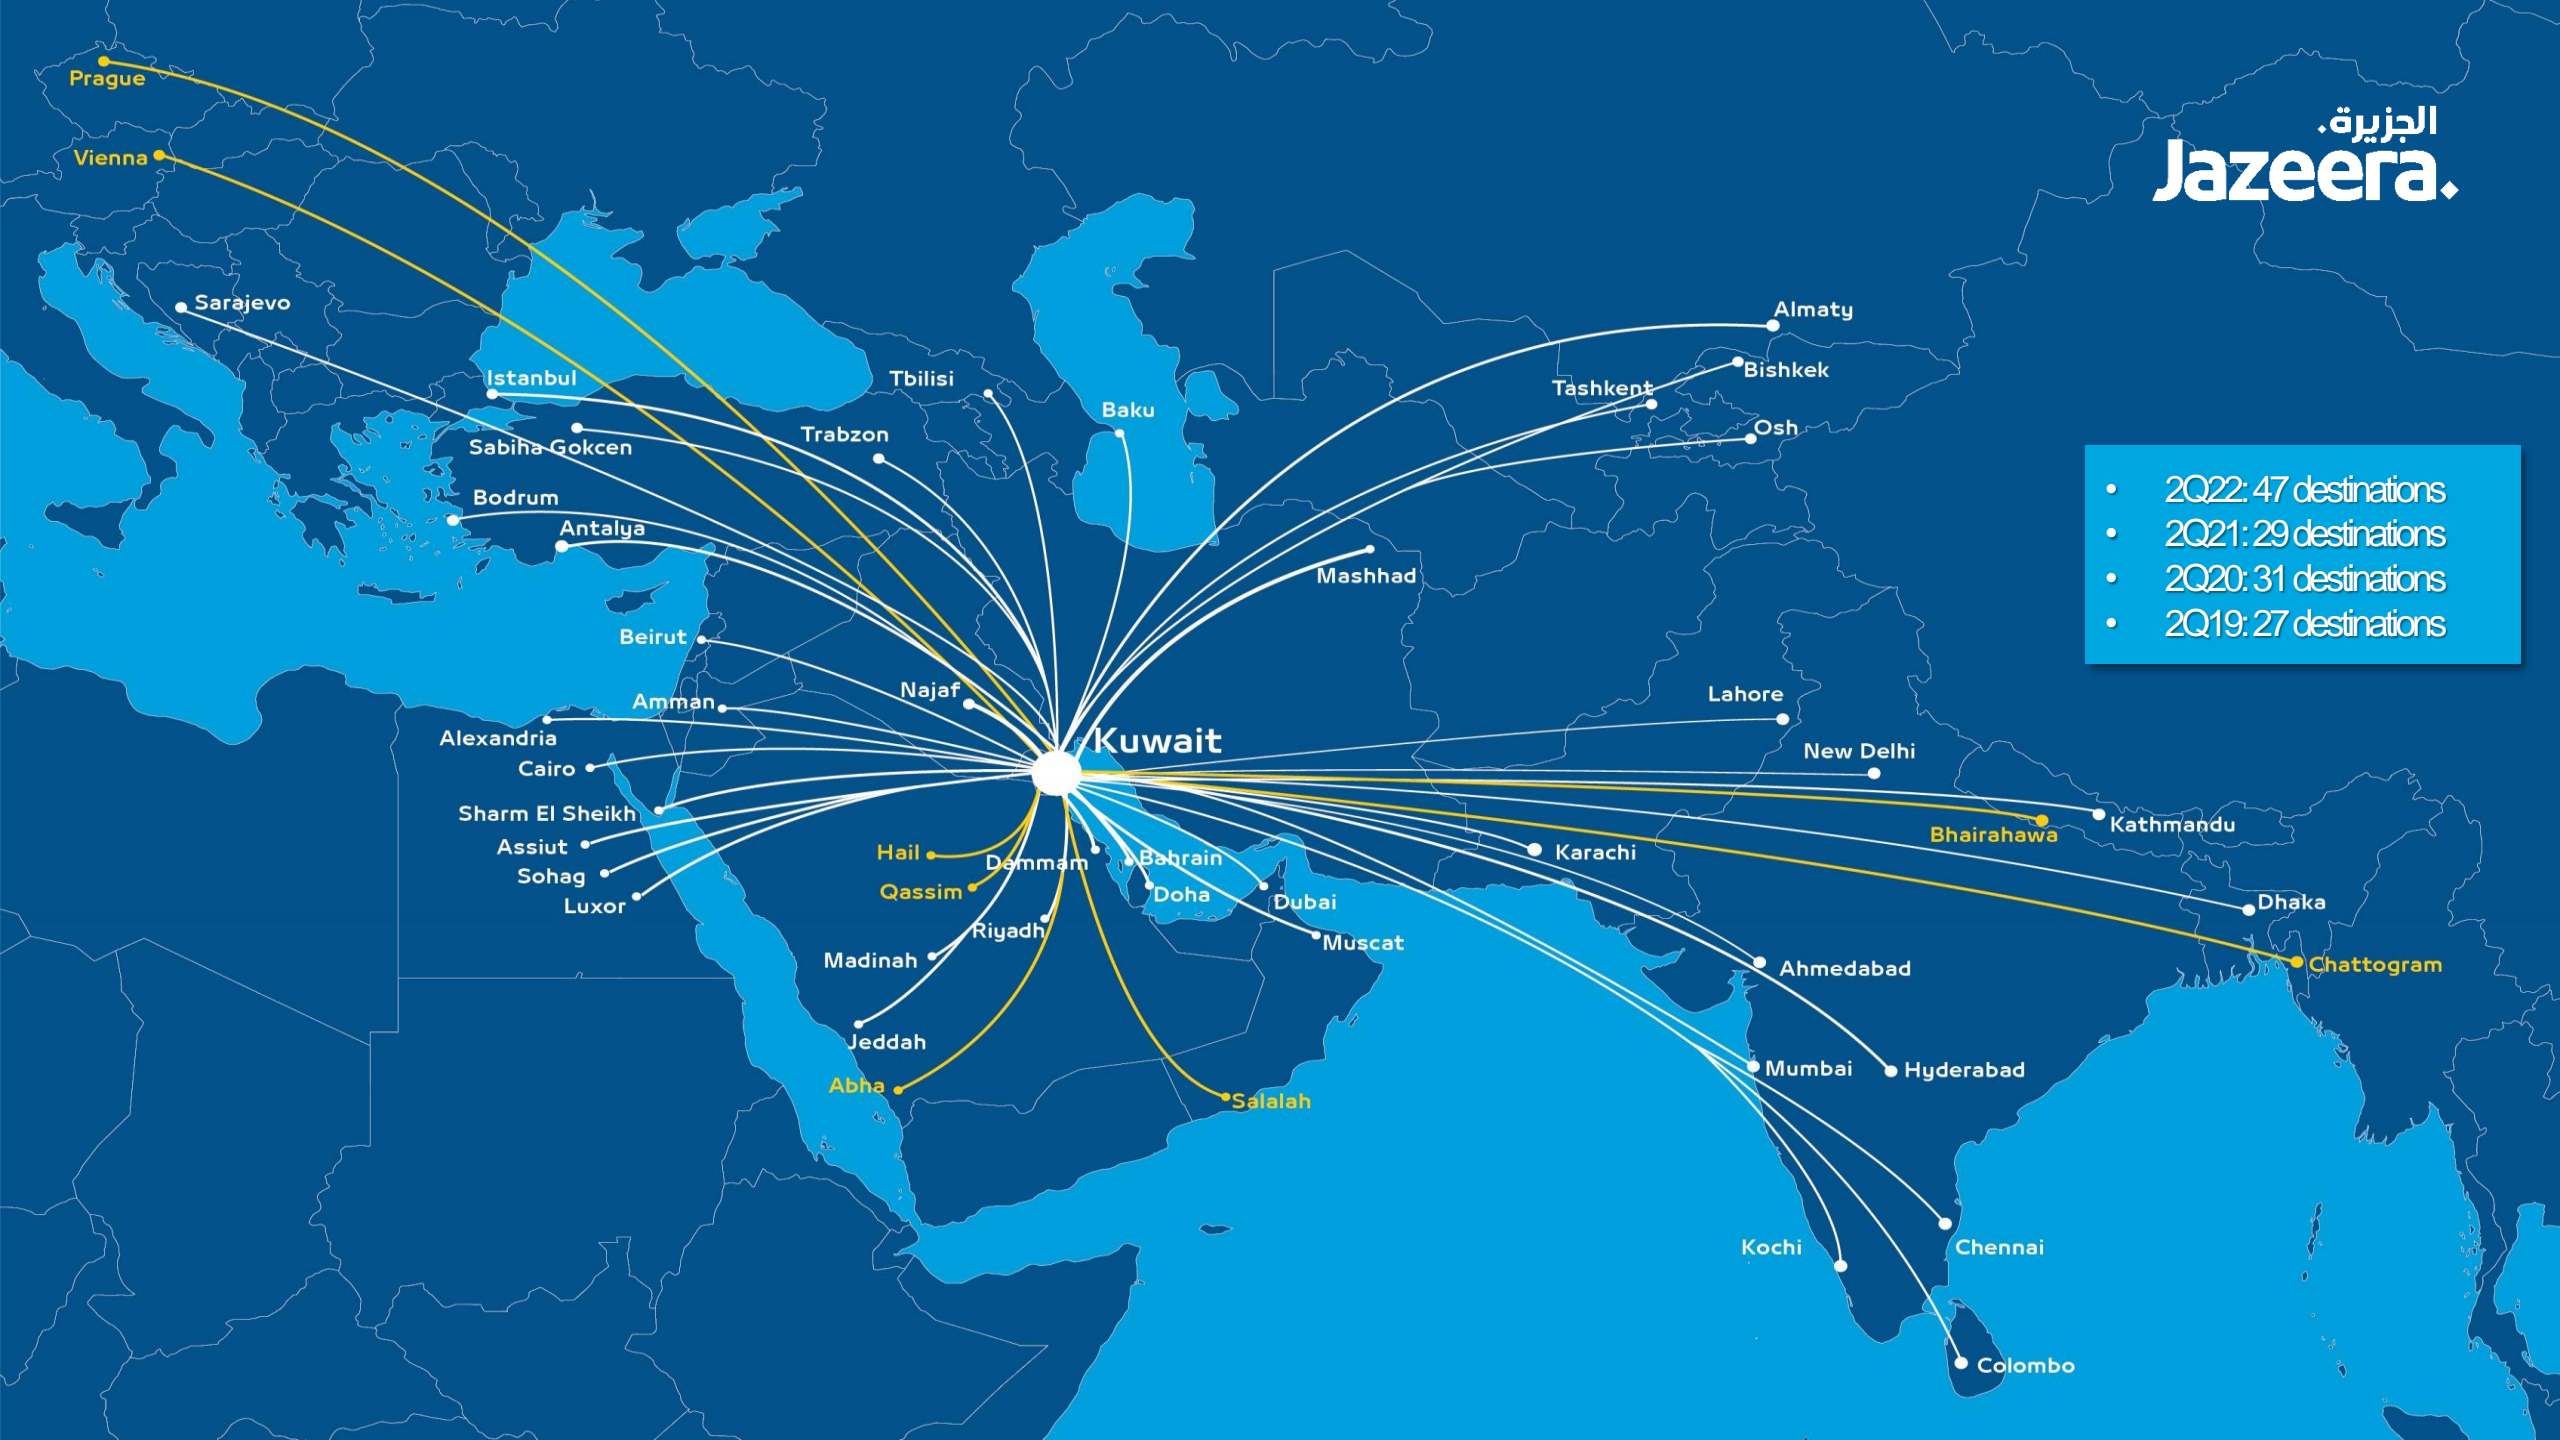 Prague
Vienna
الجزيرة.
Jazeera.
Sarajevo
Almaty
Istanbul
Tbilisi
Bishkek
Tashkent
Baku
Trabzon
Osh
Sabiha Gokcen
Bodrum
Antalya
• 2Q22: 47 destinations
• 2Q21: 29 destinations
• 2Q20: 31 destinations
• 2Q19: 27 destinations
Mashhad
Beirut
Najaf
Lahore
Amman
Alexandria
Kuwait
New Delhi
Cairo
Sharm El Sheikh
Kathmandu
Bhairahawa
Assiut
Hail
Dammam
Bahrain
Karachi
Sohag
Qassim
Doha
Dubai
Dhaka
Luxor
Riyadh
Muscat
Madinah
Ahmedabad
Chattogram
Jeddah
Mumbai
Hyderabad
Abha
Salalah
Kochi
Chennai
Colombo